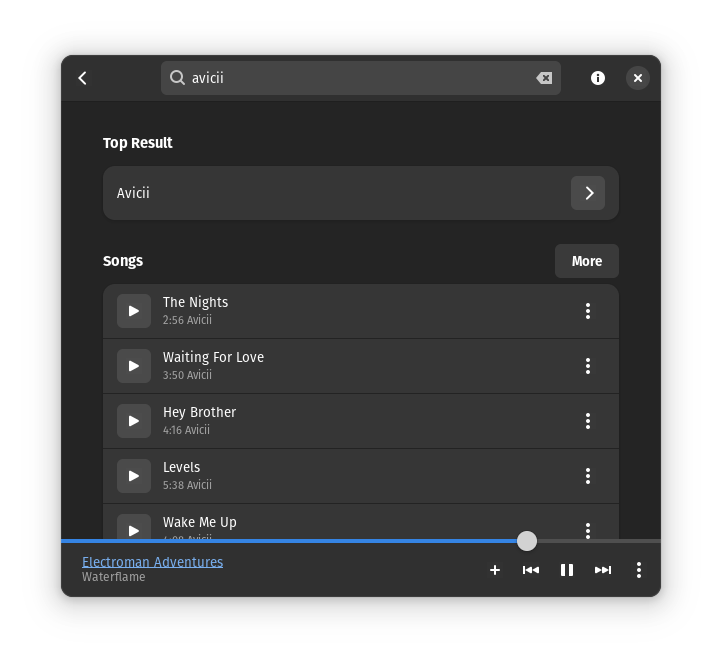 avicii
Top Result
Avicii
Songs
More
The Nights
2:56 Avicii
Waiting For Love
3:50 Avicii
Hey Brother
4:16 Avicii
Levels
5:38 Avicii
Wake Me Up
Avicii
Electroman Adventures
Waterflame